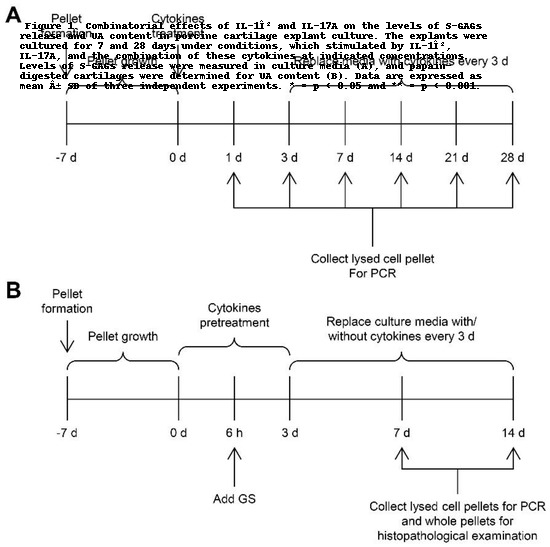 A
Figure 1. Combinatorial effects of IL-1Î² and IL-17A on the levels of S-GAGs
release and UA content in porcine cartilage explant culture. The explants were
cultured for 7 and 28 days under conditions, which stimulated by IL-1Î²,
IL-17A, and the combination of these cytokines at indicated concentrations.
Levels of S-GAGs release were measured in culture media (A), and papain
digested cartilages were determined for UA content (B). Data are expressed as
mean Â± SD of three independent experiments. * = p < 0.05 and ** = p < 0.001.
Pellet
formation
Cytokines
treatment
Pellet growth
Replace media with cytokines every 3 d
-7 d 0 d 1 d 3 d 7 d 14 d 21 d 28 d
Collect lysed cell pellet
For PCR
B
Pellet
formation
Pellet growth
Cytokines
pretreatment
Replace culture media with/
without cytokines every 3 d
-7 d 0 d 6 h 3 d 7 d 14 d
Add GS
Collect lysed cell pellets for PCR
and whole pellets for
histopathological examination